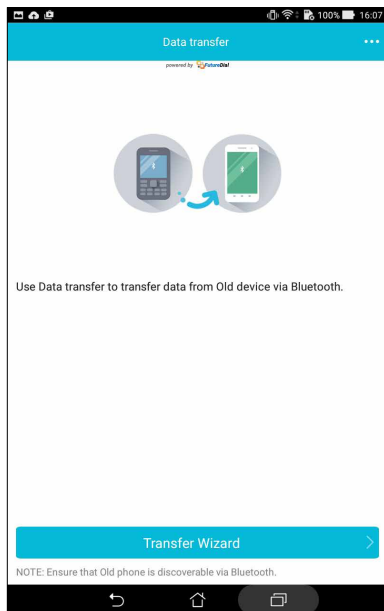 100% 16:07
Data transfer
powered by FutureDial
Use Data transfer to transfer data from Old device via Bluetooth.
Transfer Wizard
NOTE: Ensure that Old phone is discoverable via Bluetooth.